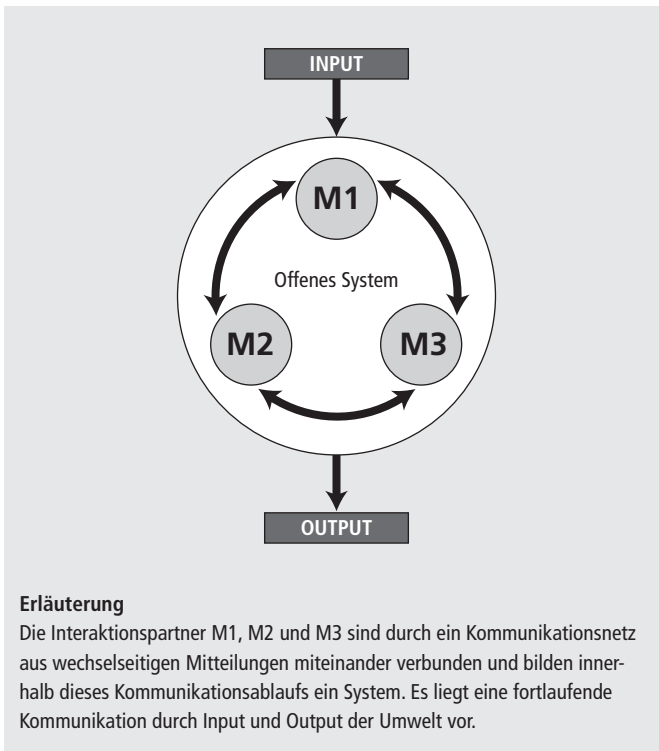 INPUT
M1
Offenes System
M2 M3
OUTPUT
Erläuterung
Die Interaktionspartner M1, M2 und M3 sind durch ein Kommunikationsnetz
aus wechselseitigen Mitteilungen miteinander verbunden und bilden inner-
halb dieses Kommunikationsablaufs ein System. Es liegt eine fortlaufende
Kommunikation durch Input und Output der Umwelt vor.